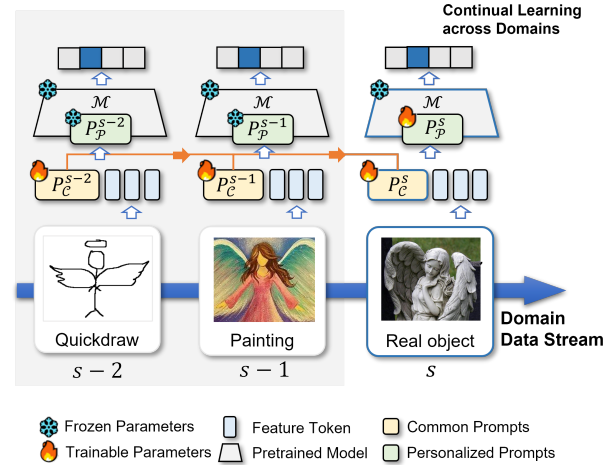 Continual Learning
across Domains
ℳ
ℳ
ℳ
P_𝒫^{s-2}
P_𝒫^{s-1}
P_𝒫^{s}
P_𝒞^{s-2}
P_𝒞^{s-1}
P_𝒞^{s}
Quickdraw
Painting
Real object
Domain
Data Stream
s − 2
s − 1
s
Frozen Parameters
Feature Token
Common Prompts
Trainable Parameters
Pretrained Model
Personalized Prompts